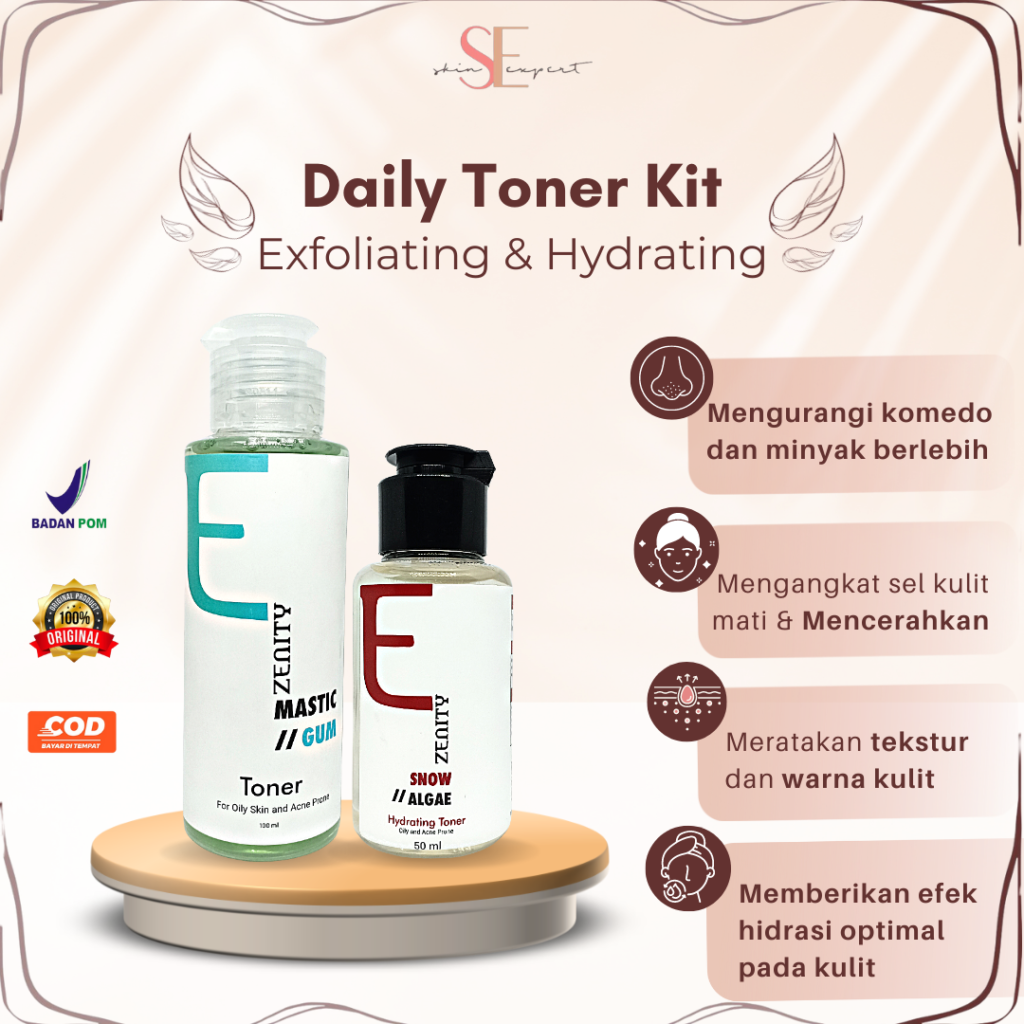 SE
skin expert
Daily Toner Kit
Exfoliating & Hydrating
Mengurangi komedo
dan minyak berlebih
Mengangkat sel kulit
mati & Mencerahkan
Meratakan tekstur
dan warna kulit
Memberikan efek
hidrasi optimal
pada kulit
BADAN POM
ORIGINAL PRODUCT
100%
ORIGINAL
COD
BAYAR DI TEMPAT
E
ZENITY
MASTIC
// GUM
Toner
For Oily Skin and Acne Prone
100 ml
E
ZENITY
SNOW
// ALGAE
Hydrating Toner
Oily and Acne Prone
50 ml